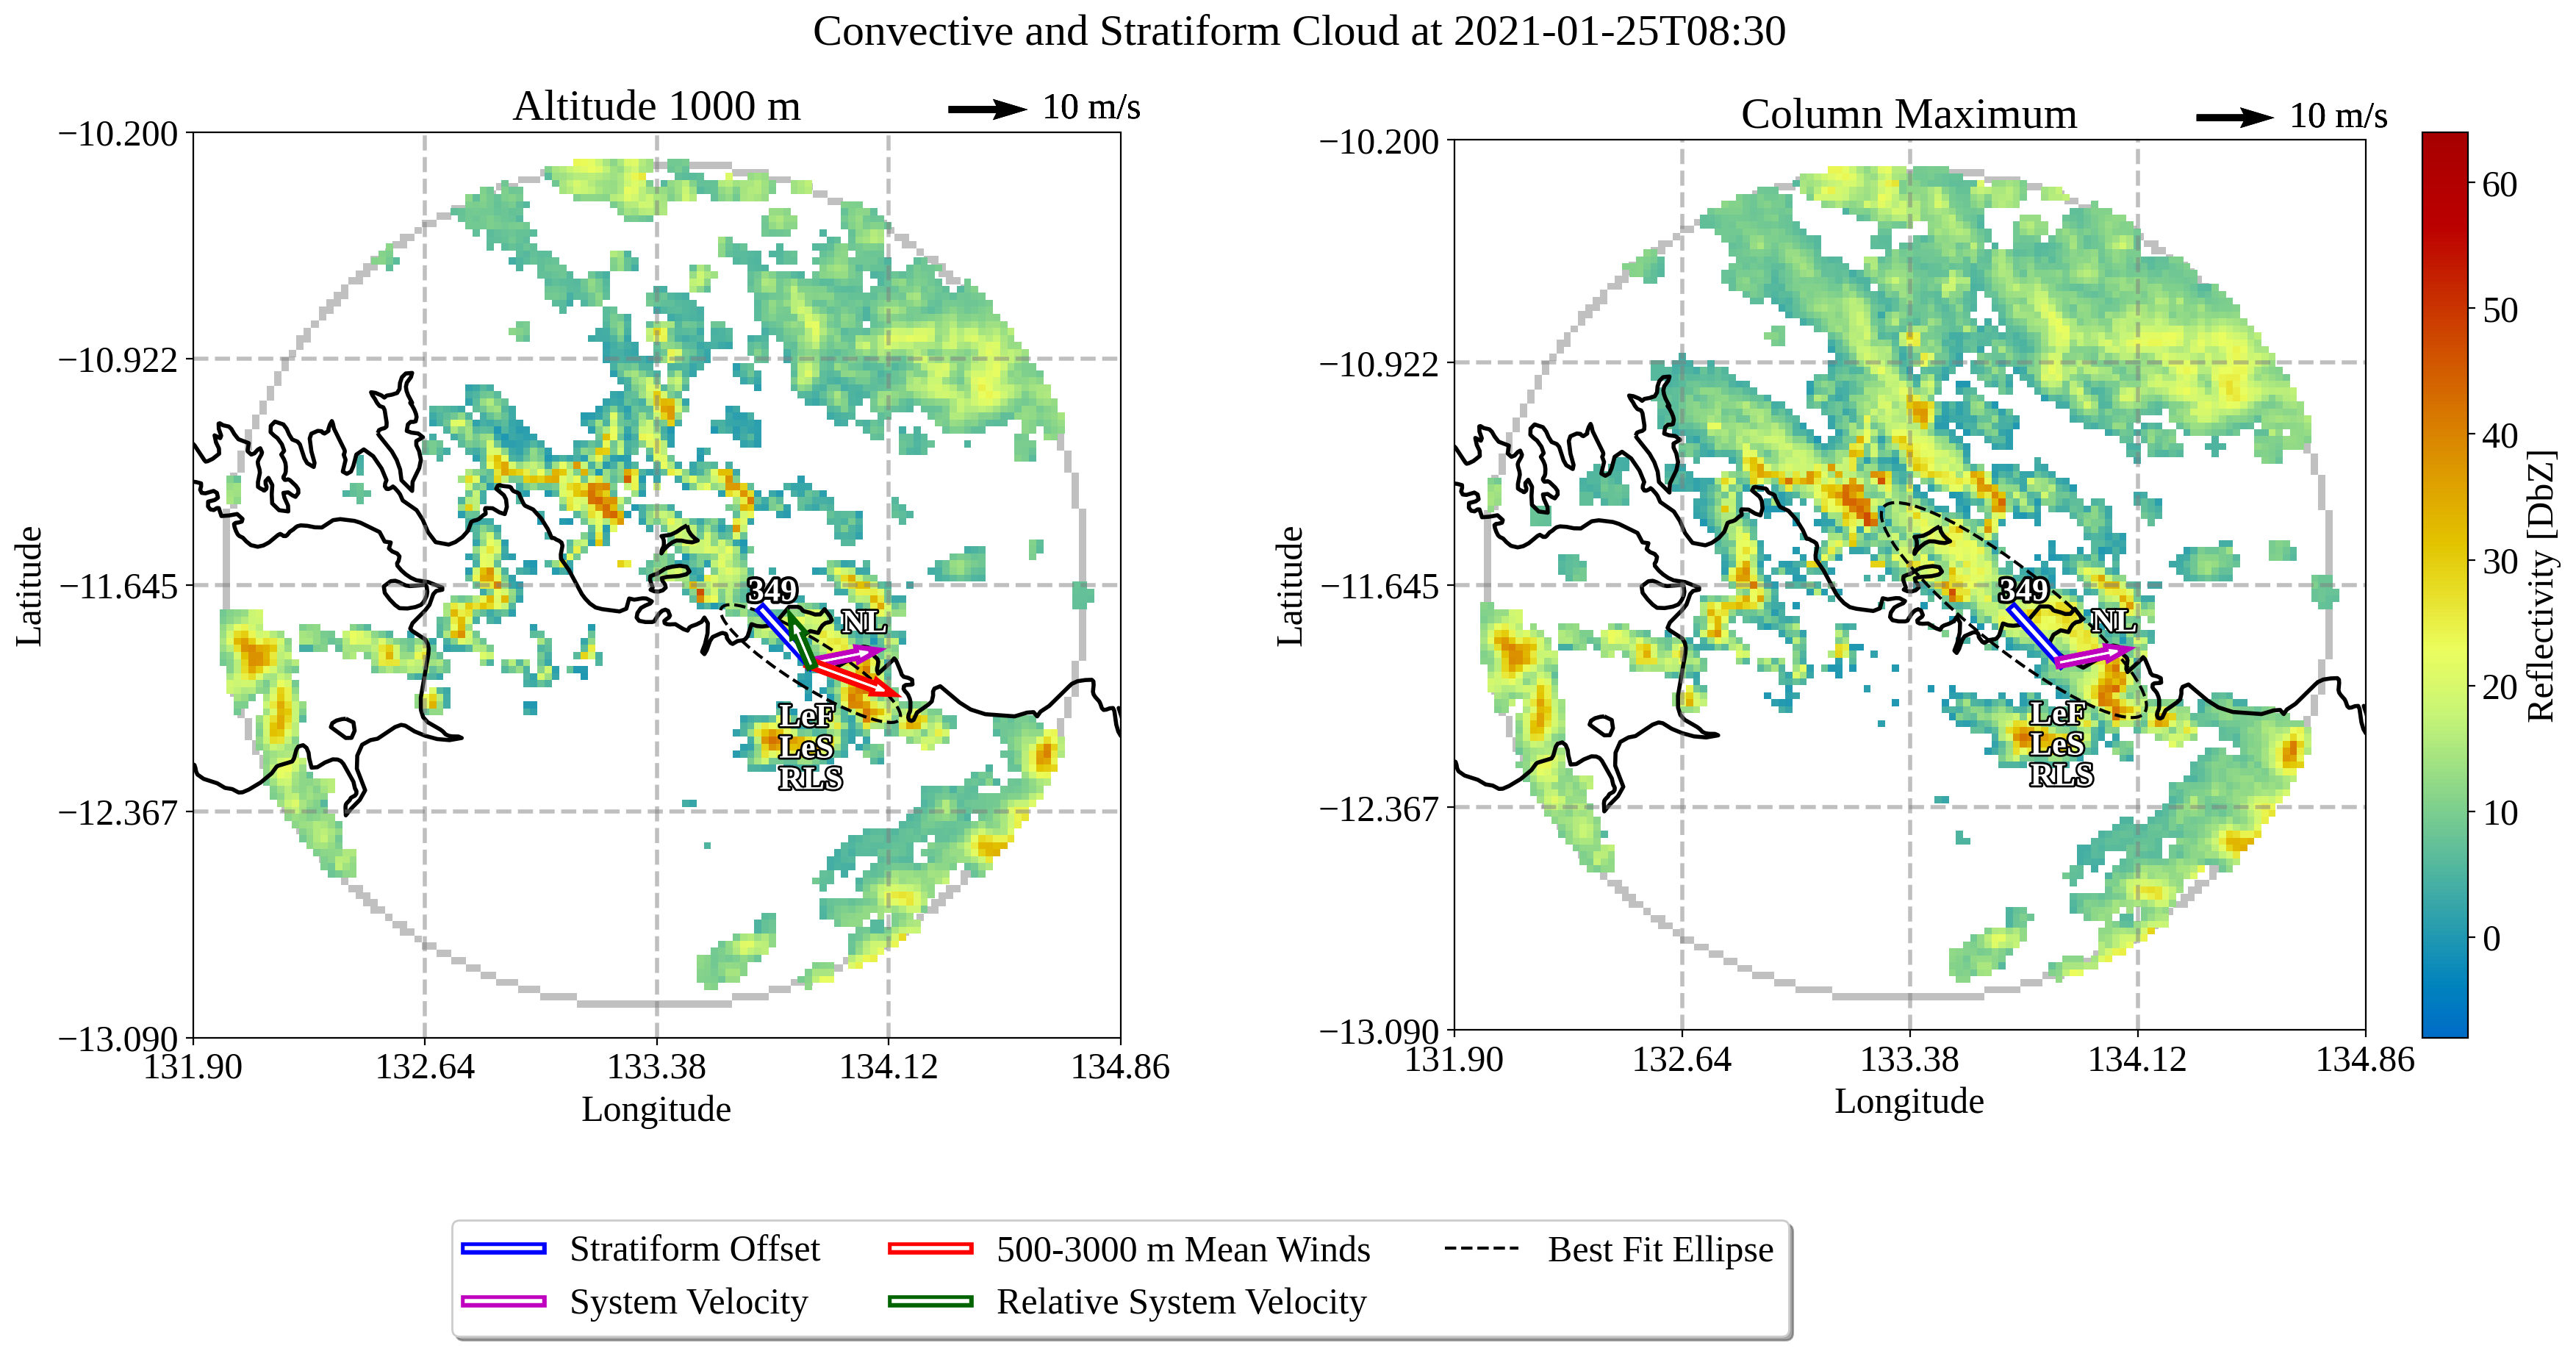 Convective and Stratiform Cloud at 2021-01-25T08:30
Altitude 1000 m
10 m/s
−10.200
−10.922
−11.645
−12.367
−13.090
131.90
132.64
133.38
134.12
134.86
Longitude
Latitude
349
NL
LeF
LeS
RLS
Column Maximum
10 m/s
−10.200
−10.922
−11.645
−12.367
−13.090
131.90
132.64
133.38
134.12
134.86
Longitude
Latitude
349
NL
LeF
LeS
RLS
60
50
40
30
20
10
0
Reflectivity [DbZ]
Stratiform Offset
System Velocity
500-3000 m Mean Winds
Relative System Velocity
Best Fit Ellipse